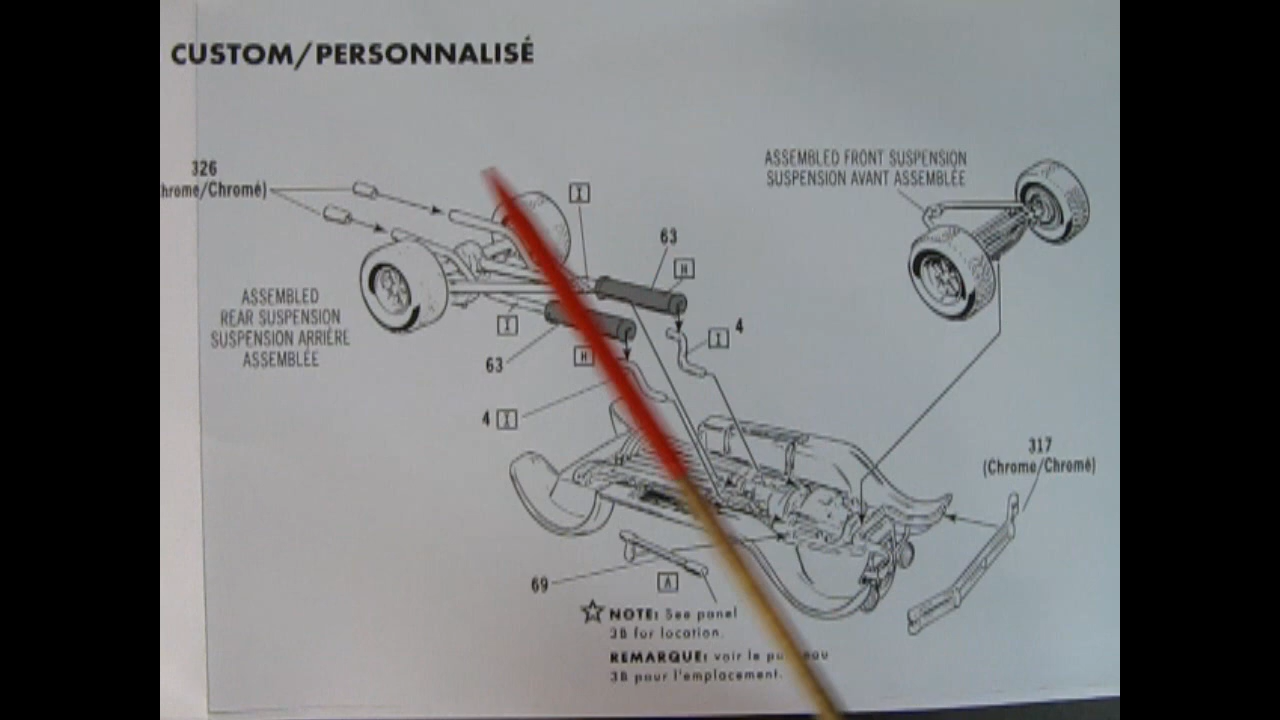 CUSTOM/PERSONNALISÉ
326
hrome/Chromé)
ASSEMBLED FRONT SUSPENSION
SUSPENSION AVANT ASSEMBLÉE
I
63
H
ASSEMBLED
REAR SUSPENSION
SUSPENSION ARRIÈRE
ASSEMBLÉE
I
I 4
H
63
4 I
317
(Chrome/Chromé)
69
A
NOTE: See panel
3B for location.
REMARQUE: voir le
3B pour l'emplacement.